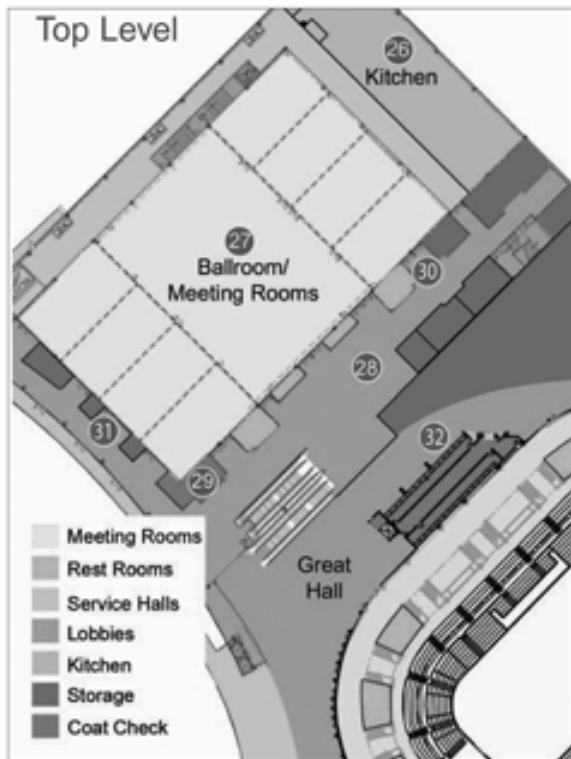 Top Level
26
Kitchen
27
Ballroom/
Meeting Rooms
30
28
31
32
29
Great
Hall
Meeting Rooms
Rest Rooms
Service Halls
Lobbies
Kitchen
Storage
Coat Check